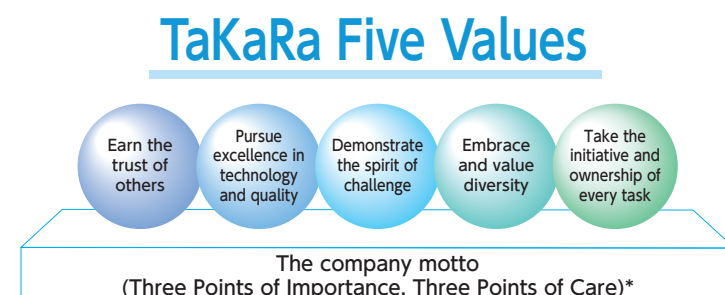 TaKaRa Five Values
Earn the
trust of
others
Pursue
excellence in
technology
and quality
Demonstrate
the spirit of
challenge
Embrace
and value
diversity
Take the
initiative and
ownership of
every task
The company motto
(Three Points of Importance, Three Points of Care)*